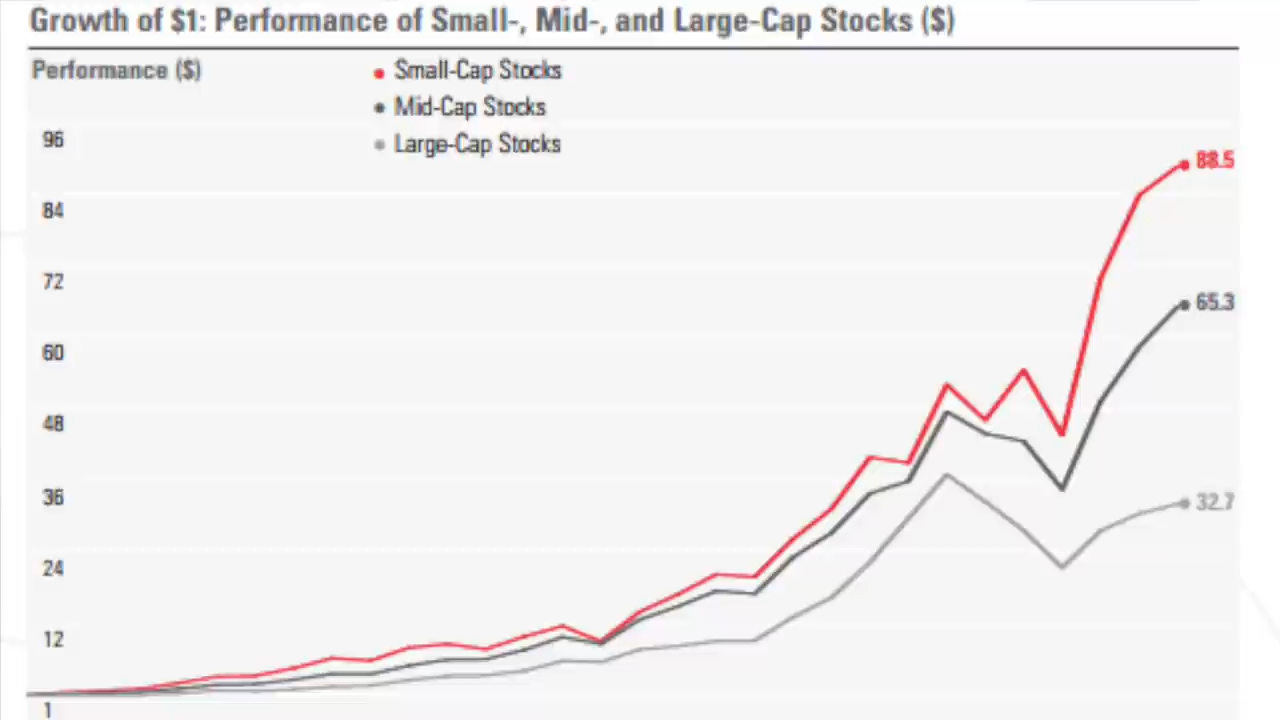 Growth of $1: Performance of Small-, Mid-, and Large-Cap Stocks ($)
Performance ($)
Small-Cap Stocks
Mid-Cap Stocks
Large-Cap Stocks
96
88.5
84
72
65.3
60
48
36
32.7
24
12
1